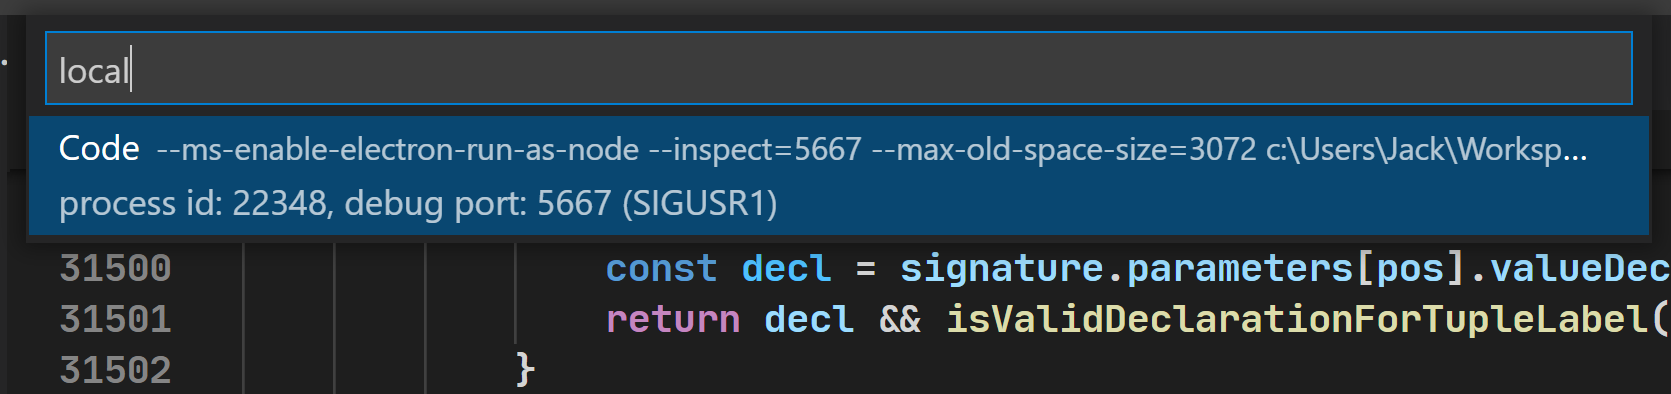 local
Code --ms-enable-electron-run-as-node --inspect=5667 --max-old-space-size=3072 c:\Users\Jack\Worksp...
process id: 22348, debug port: 5667 (SIGUSR1)
31500 const decl = signature.parameters[pos].valueDec
31501 return decl && isValidDeclarationForTupleLabel(
31502 }